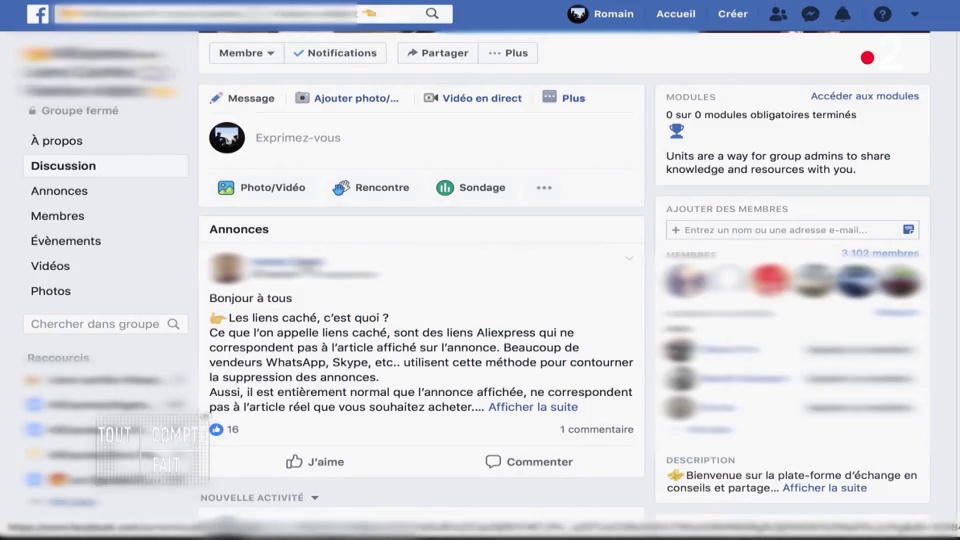 f
Romain
Accueil
Créer
Membre
Notifications
Partager
Plus
2
Groupe fermé
À propos
Discussion
Annonces
Membres
Évènements
Vidéos
Photos
Chercher dans groupe
Raccourcis
TOUT COMPTE
FAIT
Message
Ajouter photo/...
Vidéo en direct
Plus
Exprimez-vous
Photo/Vidéo
Rencontre
Sondage
Annonces
Bonjour à tous
Les liens caché, c'est quoi ?
Ce que l'on appelle liens caché, sont des liens Aliexpress qui ne
correspondent pas à l'article affiché sur l'annonce. Beaucoup de
vendeurs WhatsApp, Skype, etc.. utilisent cette méthode pour contourner
la suppression des annonces.
Aussi, il est entièrement normal que l'annonce affichée, ne correspondent
pas à l'article réel que vous souhaitez acheter.... Afficher la suite
16
1 commentaire
J'aime
Commenter
NOUVELLE ACTIVITÉ
MODULES
Accéder aux modules
0 sur 0 modules obligatoires terminés
Units are a way for group admins to share
knowledge and resources with you.
AJOUTER DES MEMBRES
+ Entrez un nom ou une adresse e-mail...
MEMBRES
3 102 membres
DESCRIPTION
Bienvenue sur la plate-forme d'échange en
conseils et partage... Afficher la suite